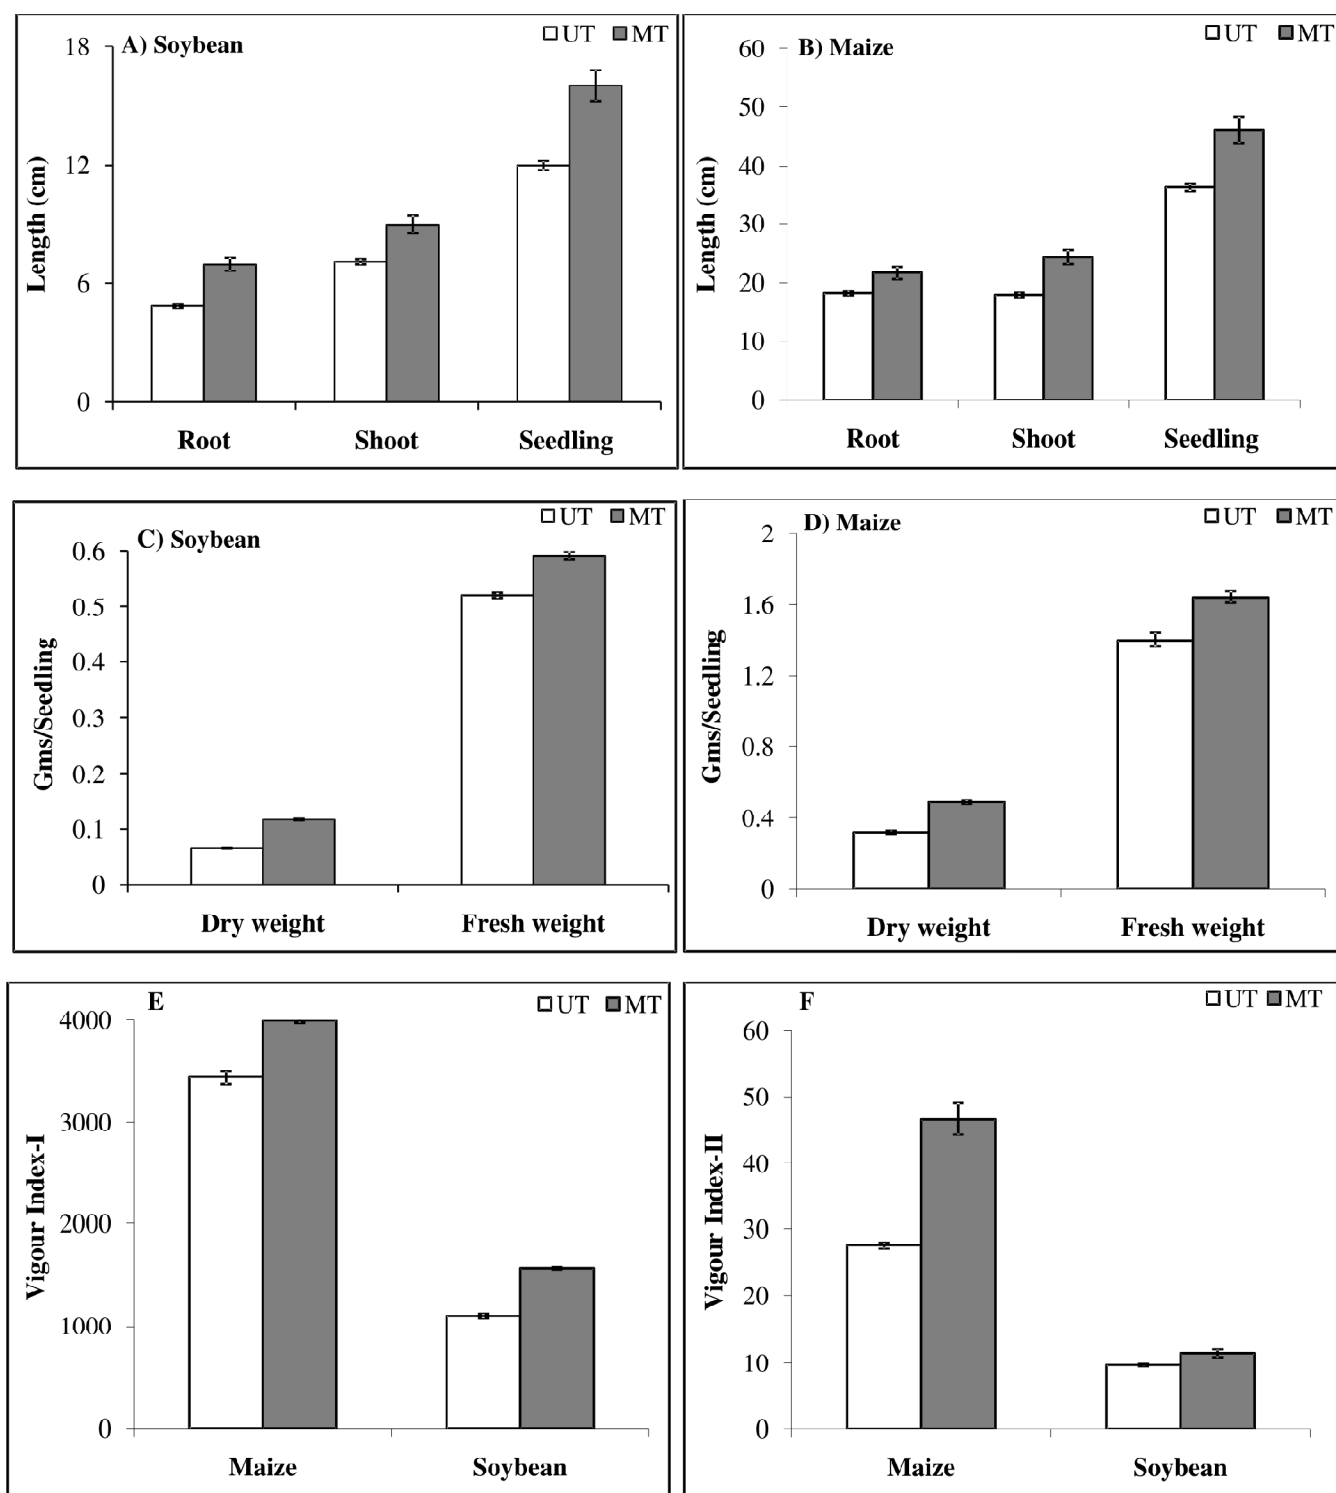 A) Soybean
UT MT
18
12
6
0
Length (cm)
Root Shoot Seedling
B) Maize
UT MT
60
50
40
30
20
10
0
Length (cm)
Root Shoot Seedling
C) Soybean
UT MT
0.6
0.5
0.4
0.3
0.2
0.1
0
Gms/Seedling
Dry weight Fresh weight
D) Maize
UT MT
2
1.6
1.2
0.8
0.4
0
Gms/Seedling
Dry weight Fresh weight
E
UT MT
4000
3000
2000
1000
0
Vigour Index-I
Maize Soybean
F
UT MT
60
50
40
30
20
10
0
Vigour Index-II
Maize Soybean